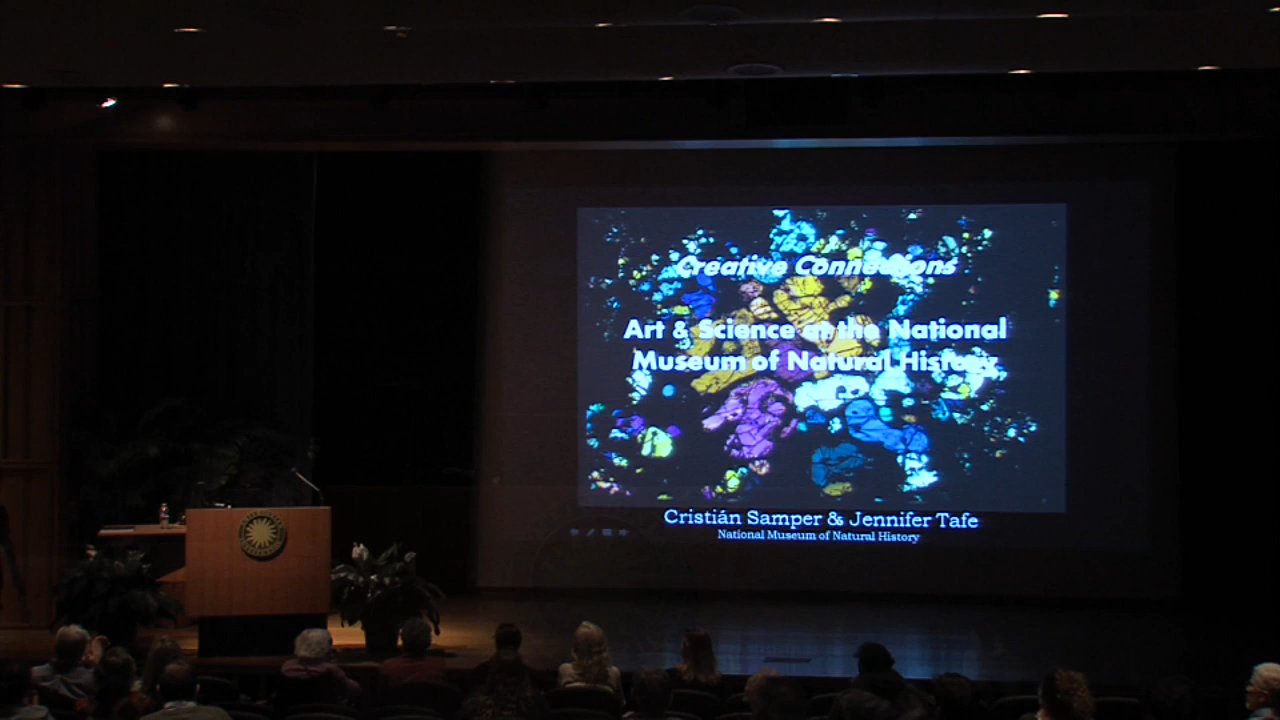 Creative Connections
Art & Science at the National
Museum of Natural History
Cristián Samper & Jennifer Tafe
National Museum of Natural History